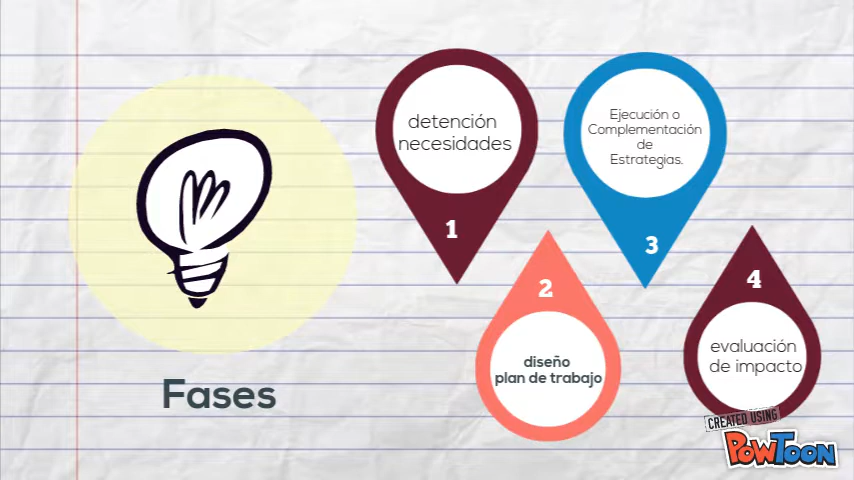 Fases
detención
necesidades
1
2
diseño
plan de trabajo
Ejecución o
Complementación
de
Estrategias.
3
4
evaluación
de impacto
CREATED USING
POWTOON